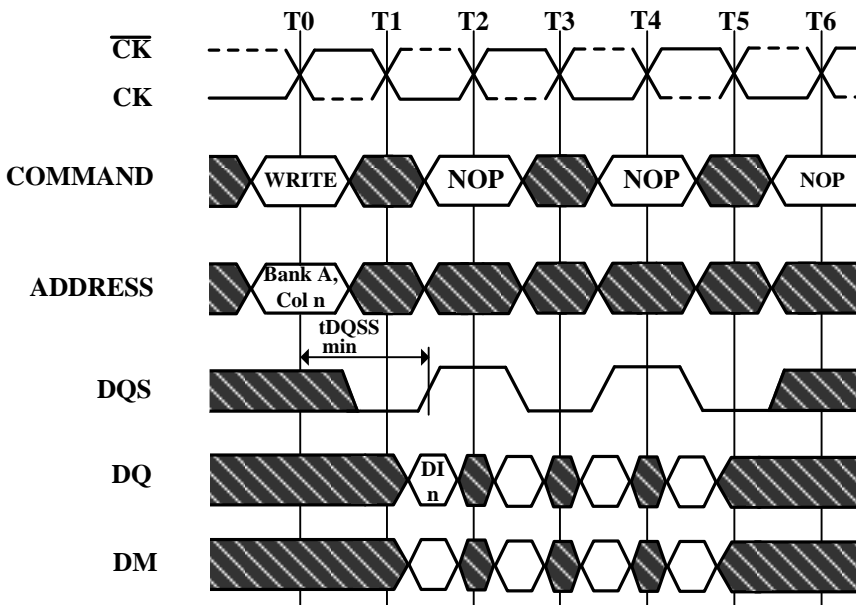 T0 T1 T2 T3 T4 T5 T6
CK
CK
COMMAND
WRITE NOP NOP NOP
ADDRESS
Bank A,
Col n
tDQSS
min
DQS
DQ
DI
n
DM